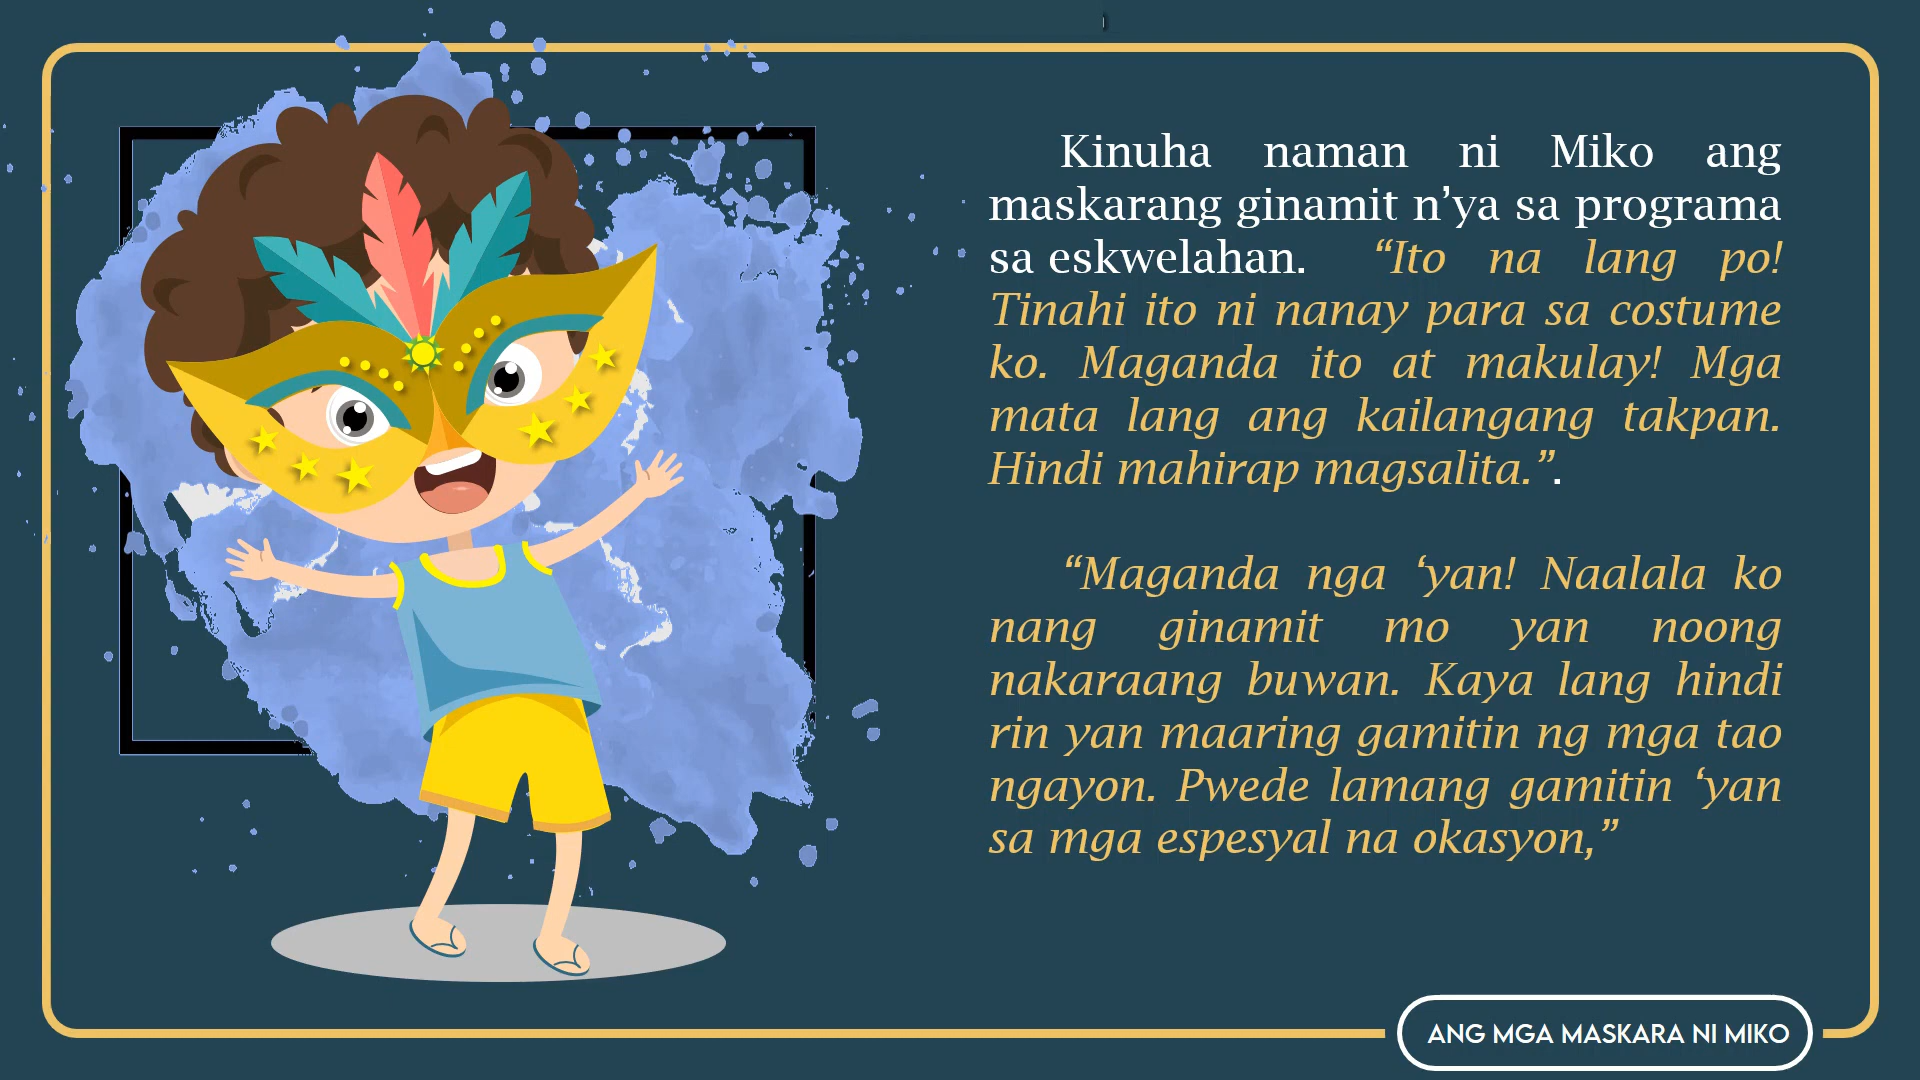 Kinuha naman ni Miko ang
maskarang ginamit n’ya sa programa
sa eskwelahan. “Ito na lang po!
Tinahi ito ni nanay para sa costume
ko. Maganda ito at makulay! Mga
mata lang ang kailangang takpan.
Hindi mahirap magsalita.”.
“Maganda nga ‘yan! Naalala ko
nang ginamit mo yan noong
nakaraang buwan. Kaya lang hindi
rin yan maaring gamitin ng mga tao
ngayon. Pwede lamang gamitin ‘yan
sa mga espesyal na okasyon,”
ANG MGA MASKARA NI MIKO